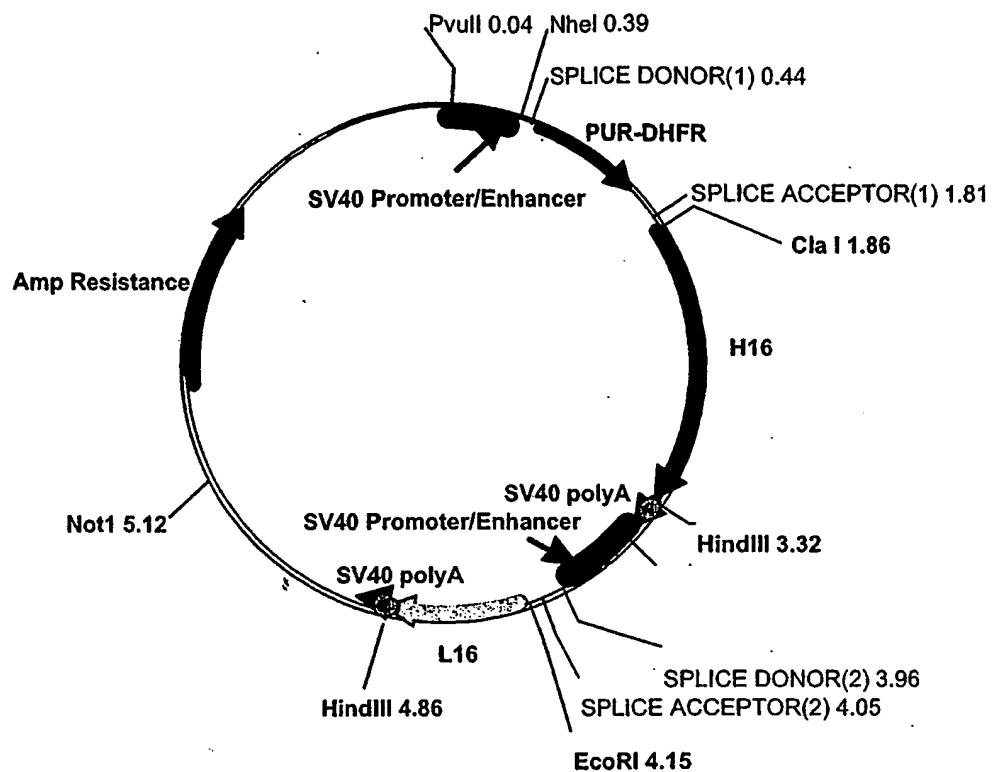 PvuII 0.04
NheI 0.39
SPLICE DONOR(1) 0.44
PUR-DHFR
SV40 Promoter/Enhancer
SPLICE ACCEPTOR(1) 1.81
Cla I 1.86
Amp Resistance
H16
SV40 polyA
SV40 Promoter/Enhancer
Not1 5.12
HindIII 3.32
SV40 polyA
L16
SPLICE DONOR(2) 3.96
HindIII 4.86
SPLICE ACCEPTOR(2) 4.05
EcoRI 4.15